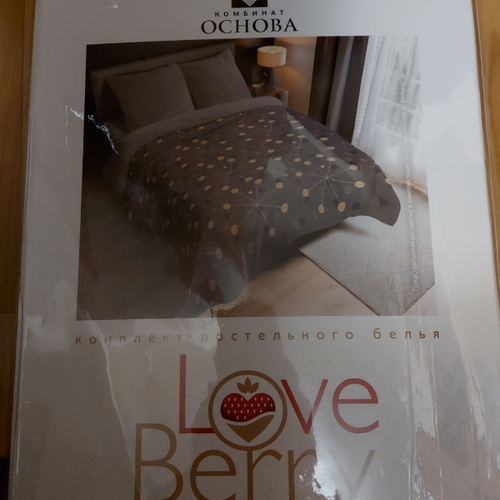 КОМБИНАТ
ОСНОВА
комплект постельного белья
Love
Berry